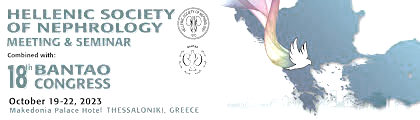 HELLENIC SOCIETY
OF NEPHROLOGY
MEETING & SEMINAR
Combined with:
18th BANTAO
CONGRESS
October 19-22, 2023
Makedonia Palace Hotel THESSALONIKI, GREECE